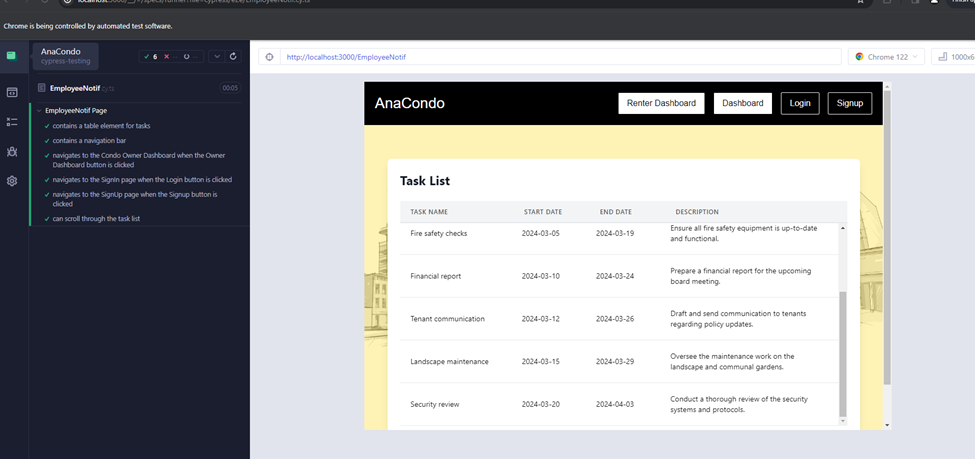 Chrome is being controlled by automated test software.
AnaCondo
cypress-testing
6
EmployeeNotif.cy.ts
00:05
EmployeeNotif Page
contains a table element for tasks
contains a navigation bar
navigates to the Condo Owner Dashboard when the Owner
Dashboard button is clicked
navigates to the SignIn page when the Login button is clicked
navigates to the SignUp page when the Signup button is
clicked
can scroll through the task list
http://localhost:3000/EmployeeNotif
Chrome 122
AnaCondo
Renter Dashboard
Dashboard
Login
Signup
Task List
TASK NAME START DATE END DATE DESCRIPTION
Fire safety checks 2024-03-05 2024-03-19 Ensure all fire safety equipment is up-to-date
and functional.
Financial report 2024-03-10 2024-03-24 Prepare a financial report for the upcoming
board meeting.
Tenant communication 2024-03-12 2024-03-26 Draft and send communication to tenants
regarding policy updates.
Landscape maintenance 2024-03-15 2024-03-29 Oversee the maintenance work on the
landscape and communal gardens.
Security review 2024-03-20 2024-04-03 Conduct a thorough review of the security
systems and protocols.